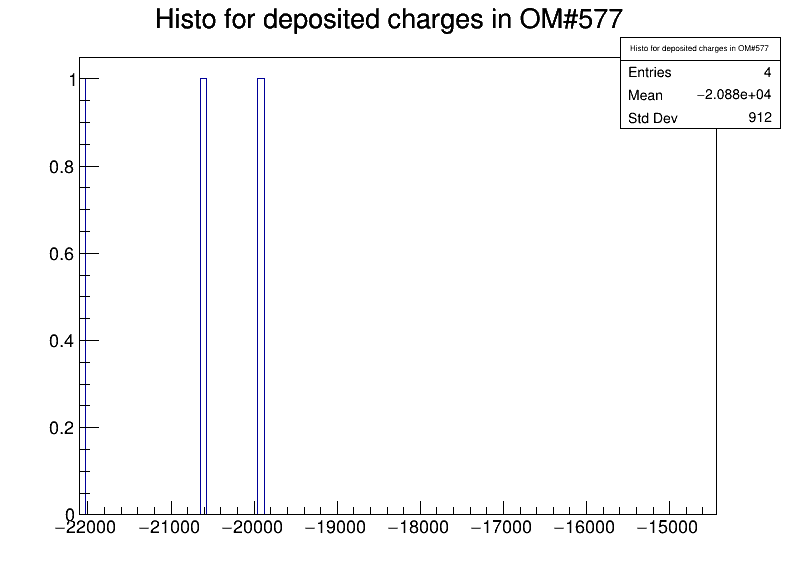 Histo for deposited charges in OM#577
Histo for deposited charges in OM#577
Entries 4
Mean −2.088e+04
Std Dev 912
1
0.8
0.6
0.4
0.2
0
−22000 −21000 −20000 −19000 −18000 −17000 −16000 −15000